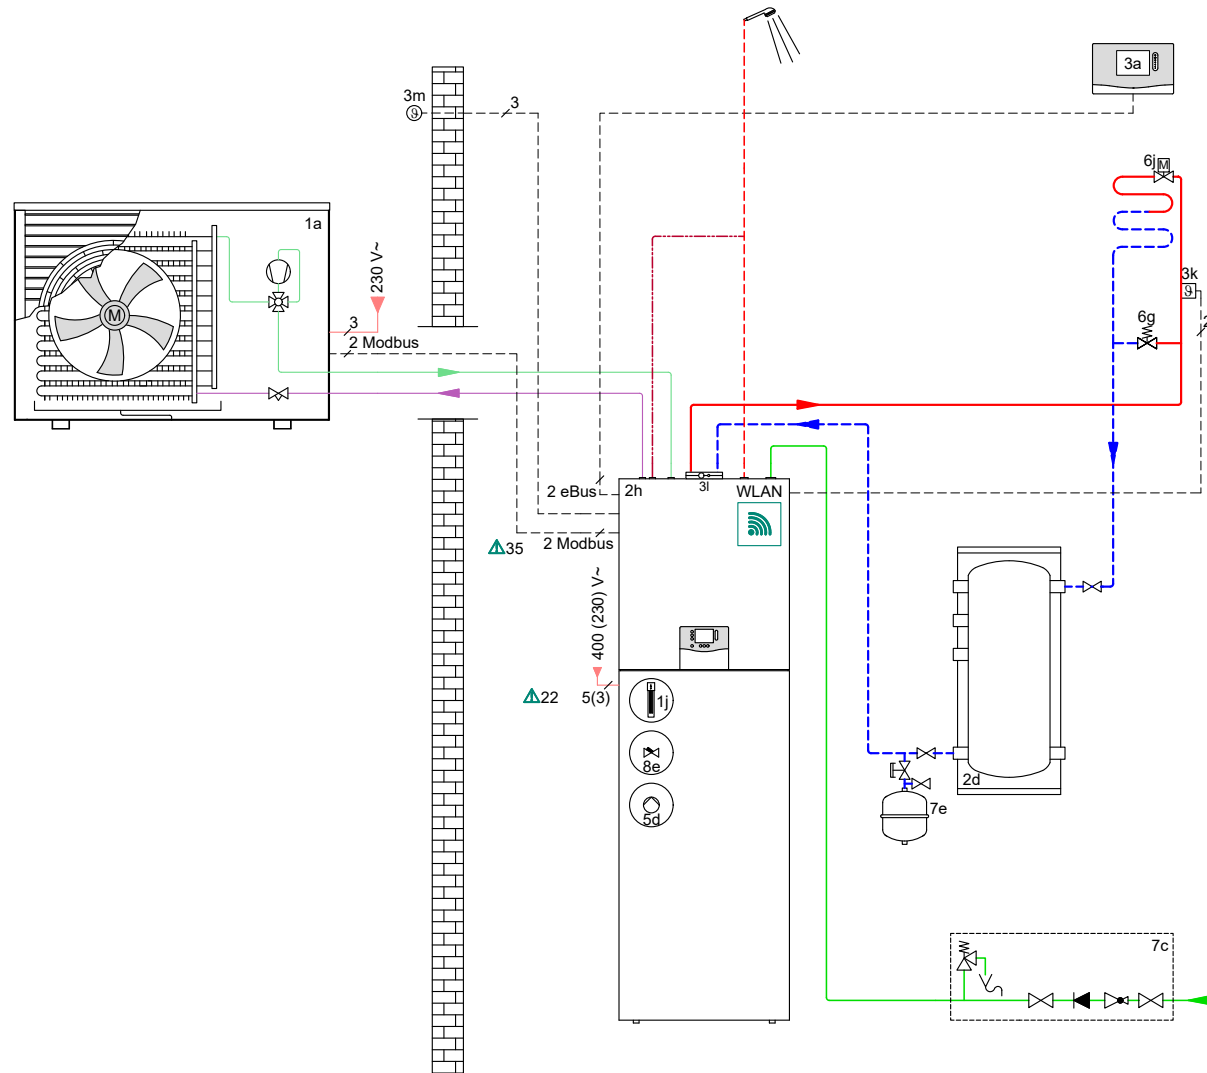 3a
3m
3
6j M
1a
230 V~
3k
ϑ
ϑ
M
3
2 Modbus
6g
2
2 eBus
2h
3l
WLAN
2 Modbus
35
400 (230) V~
22
5(3)
1j
8e
5d
2d
7e
7c